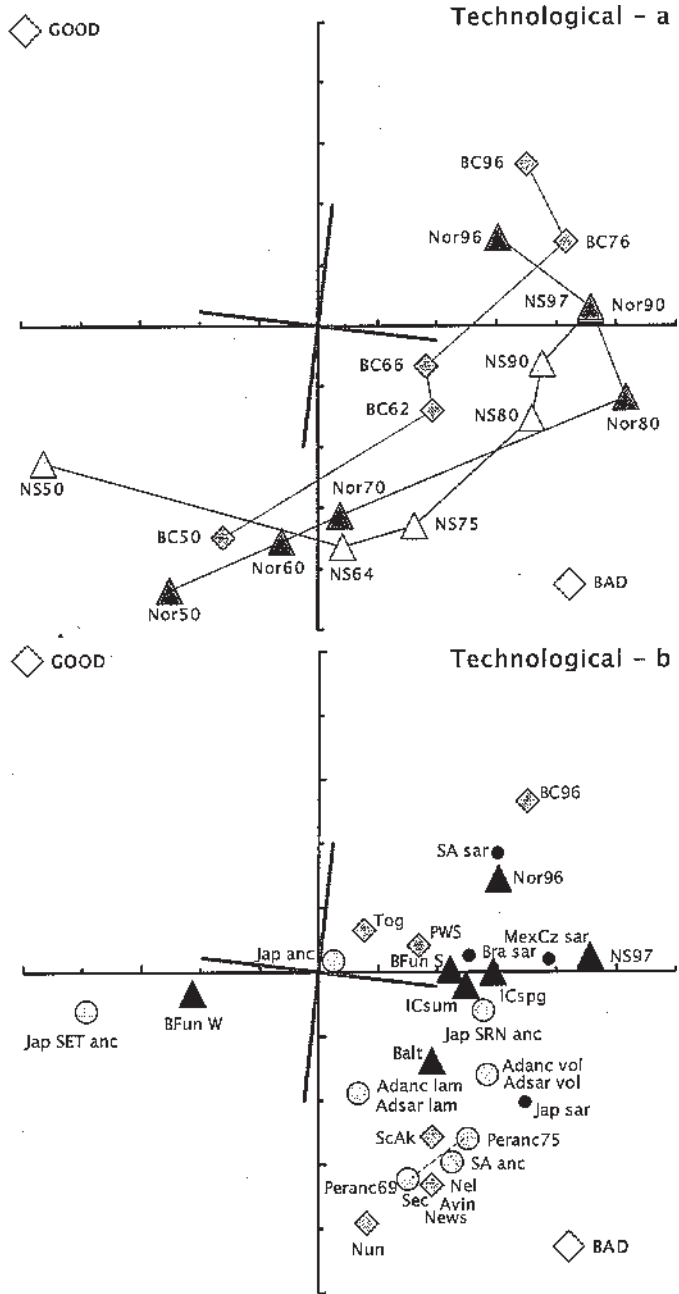 Technological – a
GOOD
BC96
Nor96
BC76
NS97
Nor90
BC66
NS90
BC62
NS80
Nor80
NS50
Nor70
BC50
NS75
Nor60
NS64
Nor50
BAD
Technological – b
GOOD
BC96
SA sar
Nor96
Tog
PWS
MexCz sar
Jap anc
BFun S
Bra sar
NS97
ICsum
ICspg
BFun W
Jap SET anc
Jap SRN anc
Balt
Adanc vol
Adsar vol
Adanc lam
Adsar lam
Jap sar
ScAk
Peranc75
SA anc
Peranc69
Sec
Nel
Avin
News
Nun
BAD